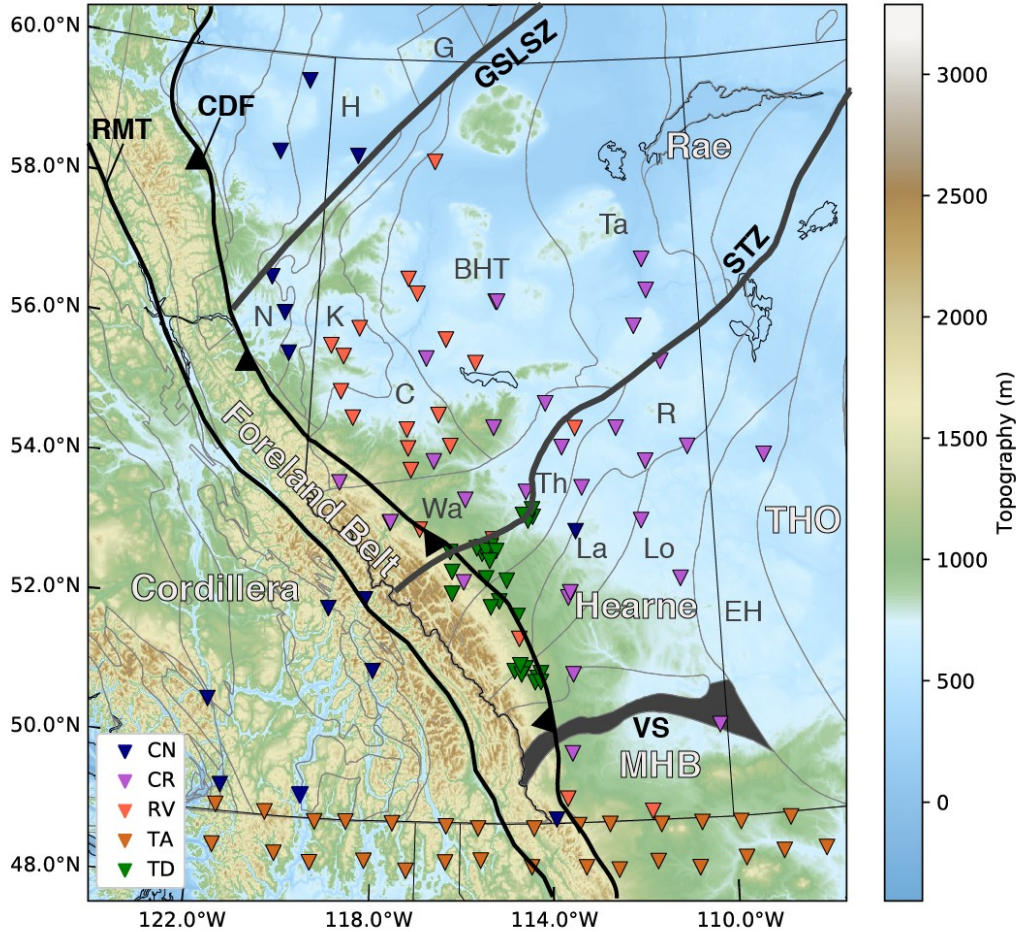 60.0°N
58.0°N
56.0°N
54.0°N
52.0°N
50.0°N
48.0°N
G
GSLSZ
H
CDF
RMT
Rae
Ta
STZ
BHT
N
K
C
R
Foreland Belt
Wa
Th
THO
La
Lo
Cordillera
Hearne
EH
VS
MHB
CN
CR
RV
TA
TD
122.0°W
118.0°W
114.0°W
110.0°W
3000
2500
2000
1500
1000
500
0
Topography (m)